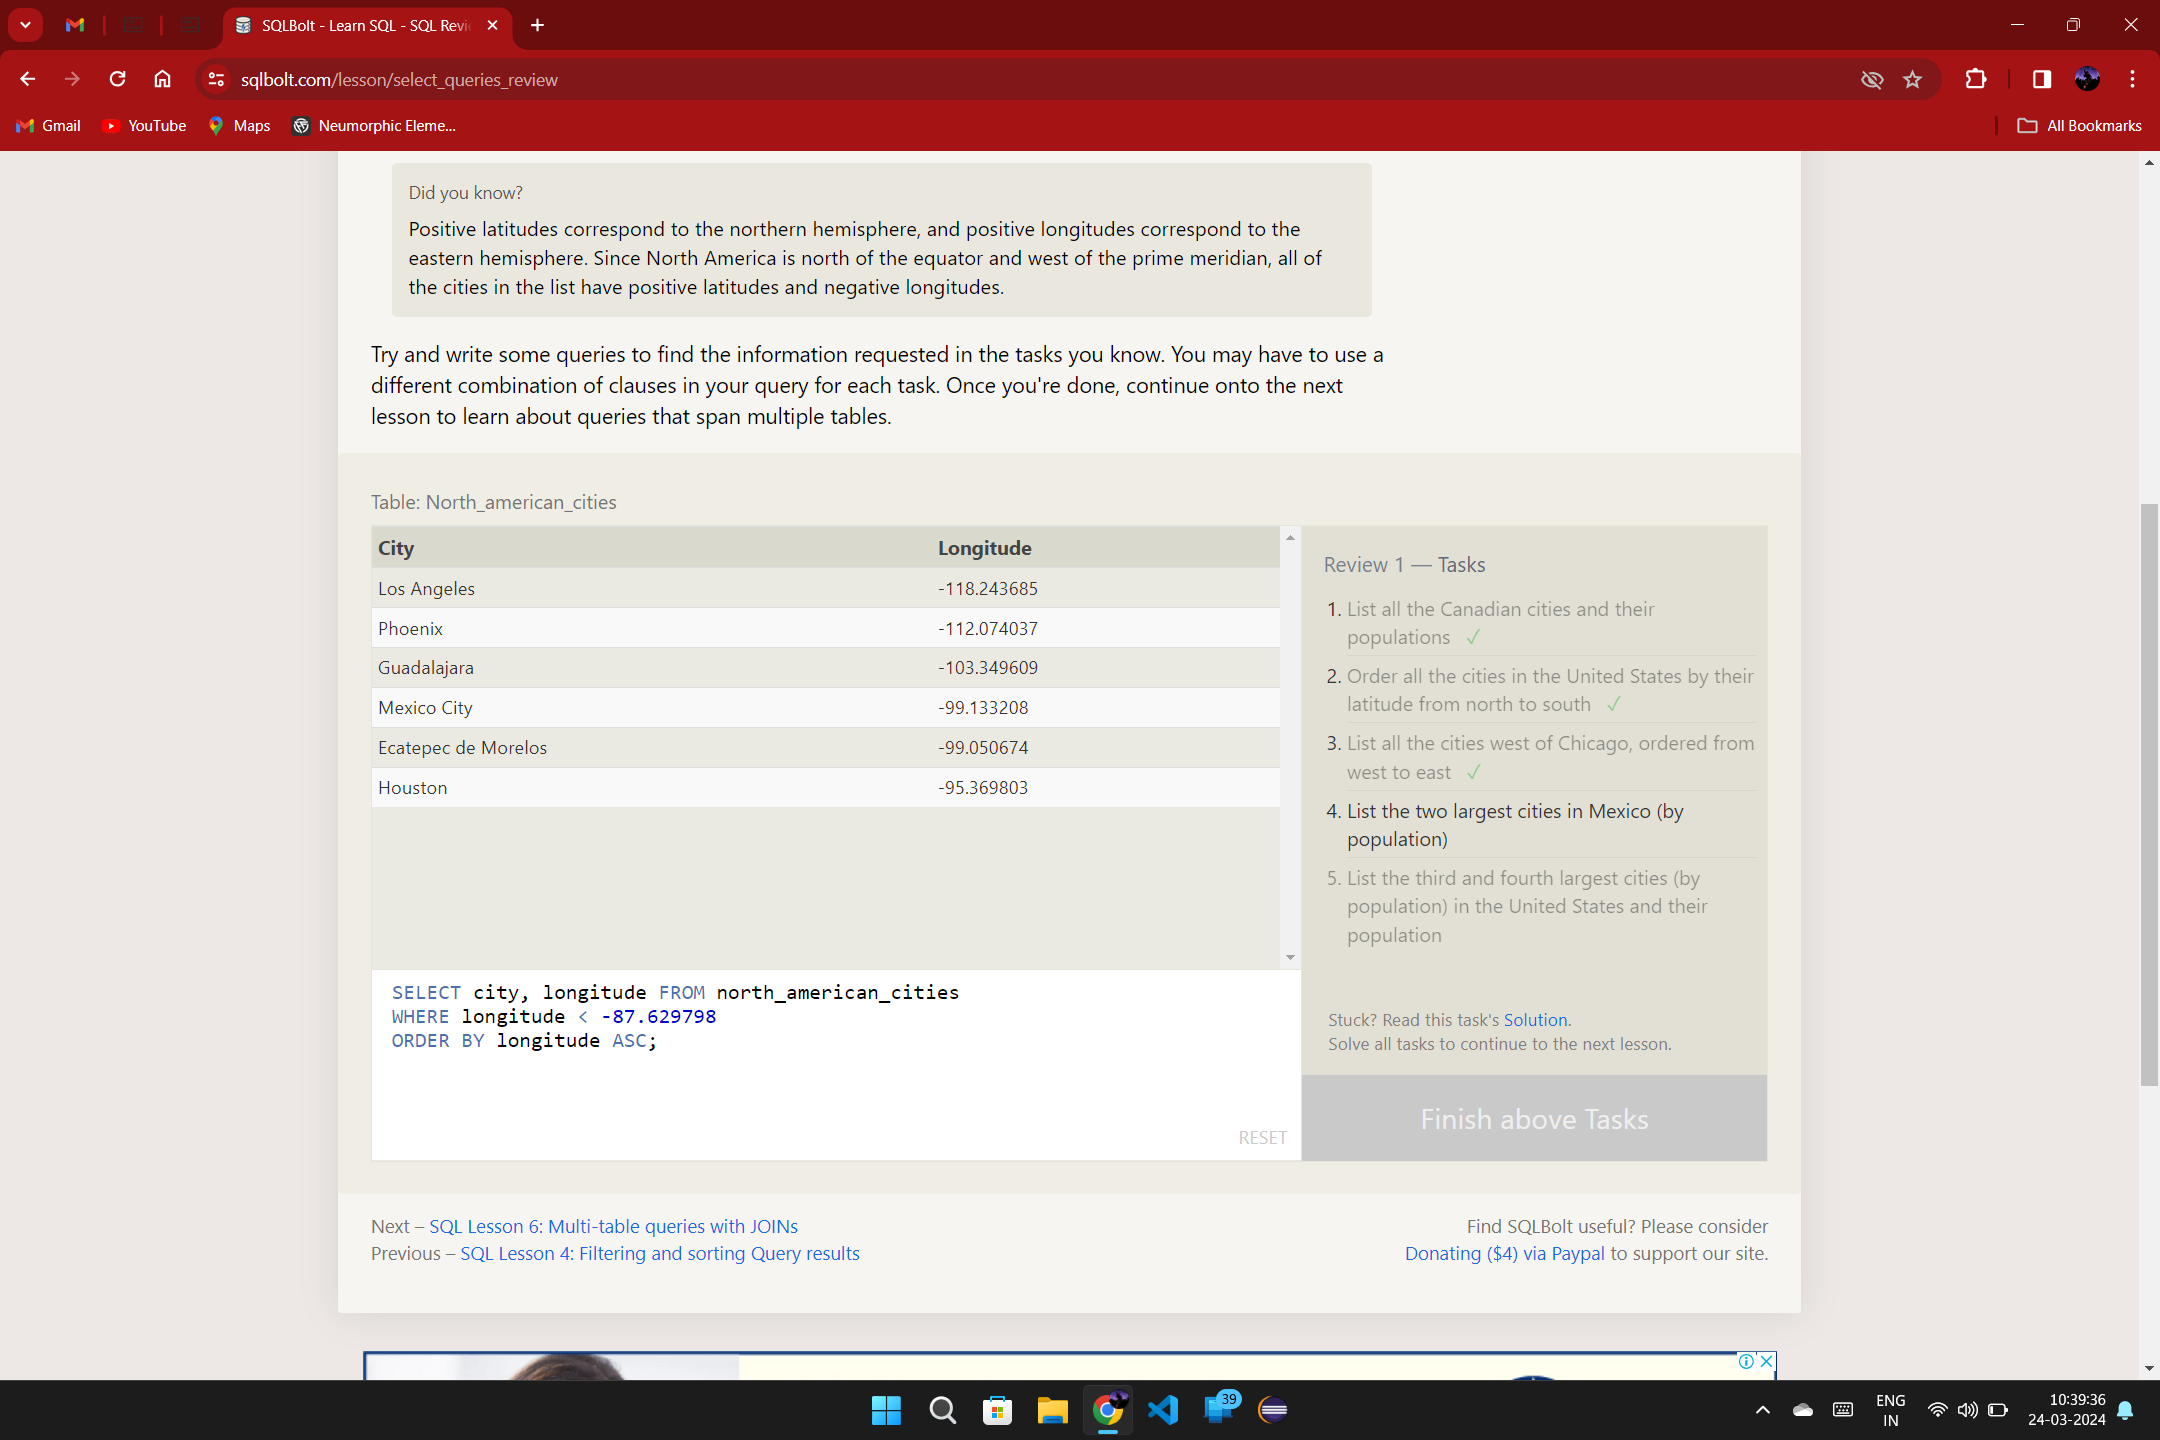 SQLBolt - Learn SQL - SQL Revi
sqlbolt.com/lesson/select_queries_review
Gmail
YouTube
Maps
Neumorphic Eleme...
All Bookmarks
Did you know?
Positive latitudes correspond to the northern hemisphere, and positive longitudes correspond to the
eastern hemisphere. Since North America is north of the equator and west of the prime meridian, all of
the cities in the list have positive latitudes and negative longitudes.
Try and write some queries to find the information requested in the tasks you know. You may have to use a
different combination of clauses in your query for each task. Once you're done, continue onto the next
lesson to learn about queries that span multiple tables.
Table: North_american_cities
City Longitude
Los Angeles -118.243685
Phoenix -112.074037
Guadalajara -103.349609
Mexico City -99.133208
Ecatepec de Morelos -99.050674
Houston -95.369803
SELECT city, longitude FROM north_american_cities
WHERE longitude < -87.629798
ORDER BY longitude ASC;
RESET
Review 1 — Tasks
1. List all the Canadian cities and their
populations ✓
2. Order all the cities in the United States by their
latitude from north to south ✓
3. List all the cities west of Chicago, ordered from
west to east ✓
4. List the two largest cities in Mexico (by
population)
5. List the third and fourth largest cities (by
population) in the United States and their
population
Stuck? Read this task's Solution.
Solve all tasks to continue to the next lesson.
Finish above Tasks
Next – SQL Lesson 6: Multi-table queries with JOINs
Previous – SQL Lesson 4: Filtering and sorting Query results
Find SQLBolt useful? Please consider
Donating ($4) via Paypal to support our site.
39
ENG
IN
10:39:36
24-03-2024